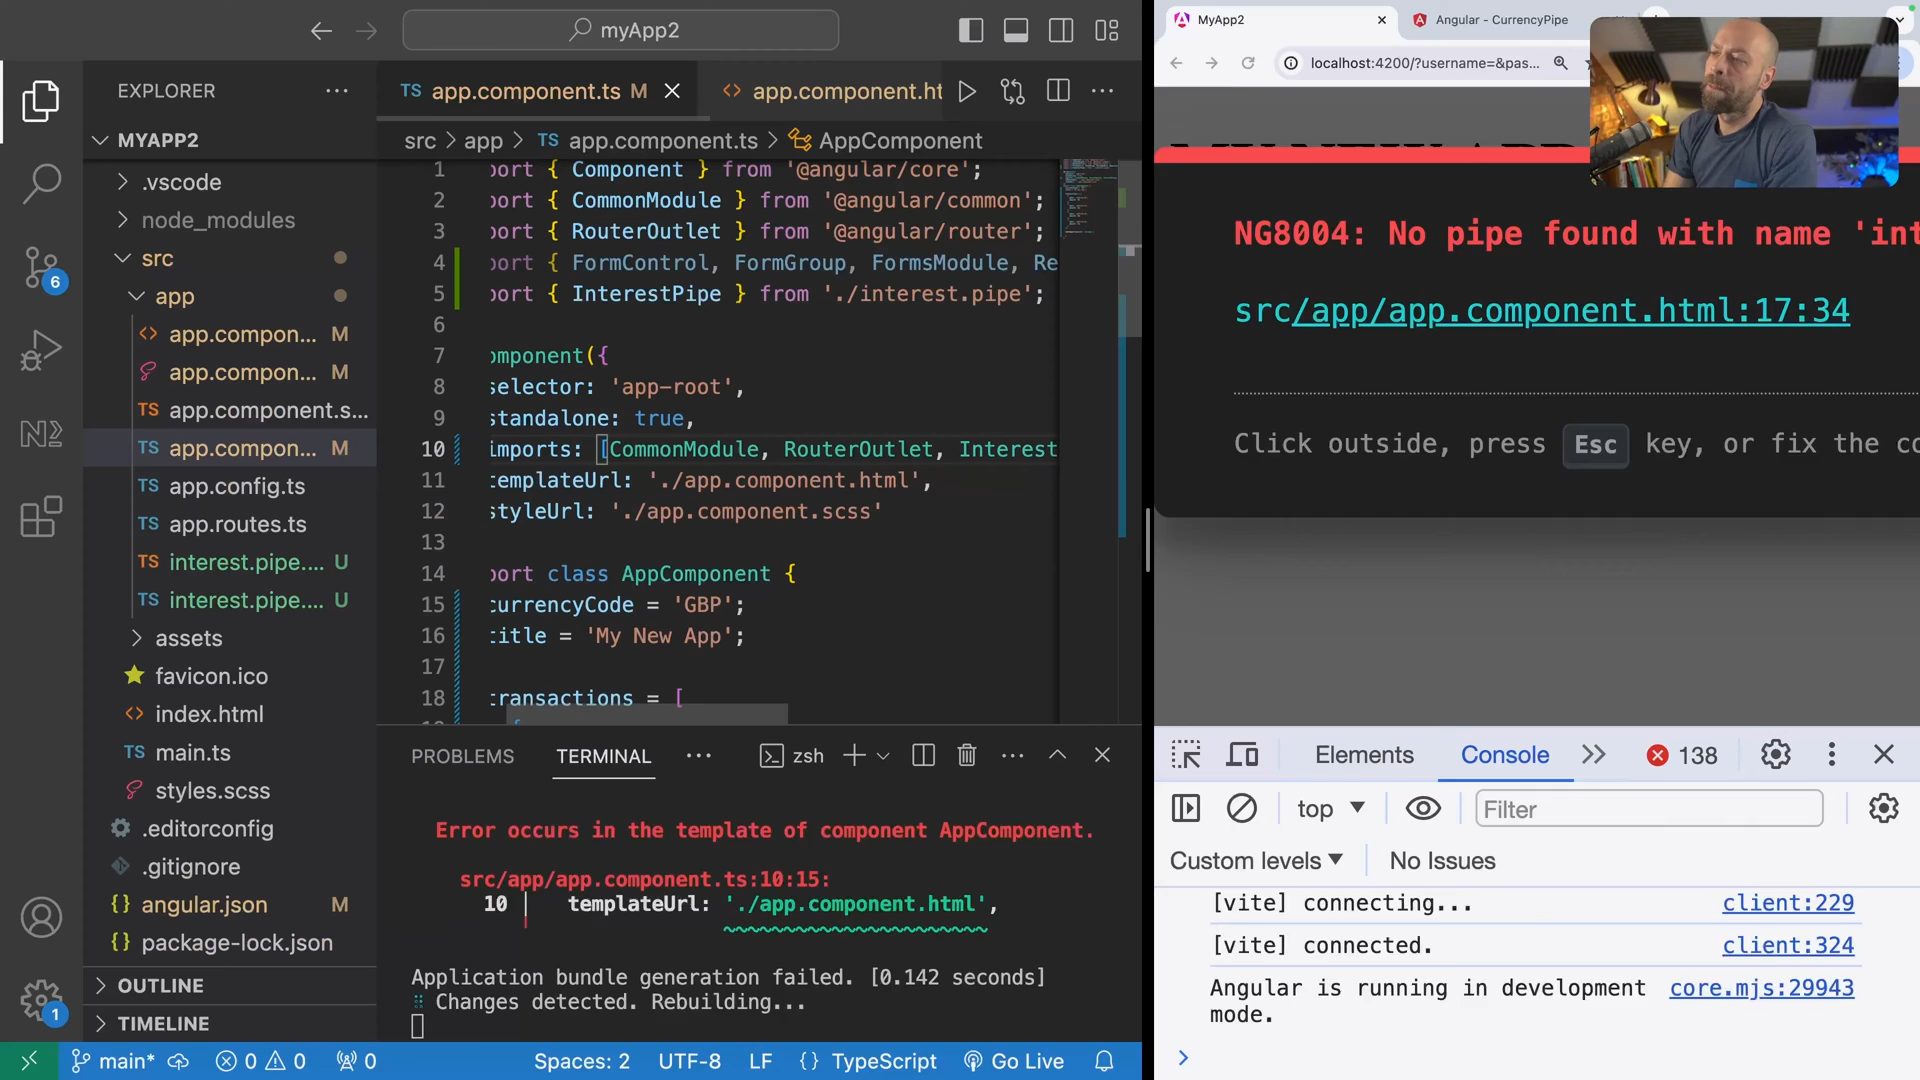 myApp2
EXPLORER
MYAPP2
.vscode
node_modules
src
app
app.compon... M
app.compon... M
app.component.s...
app.compon... M
app.config.ts
app.routes.ts
interest.pipe.... U
interest.pipe.... U
assets
favicon.ico
index.html
main.ts
styles.scss
.editorconfig
.gitignore
angular.json M
package-lock.json
OUTLINE
TIMELINE
6
1
TS app.component.ts M
app.component.ht
src > app > TS app.component.ts > AppComponent
1 port { Component } from '@angular/core';
2 port { CommonModule } from '@angular/common';
3 port { RouterOutlet } from '@angular/router';
4 port { FormControl, FormGroup, FormsModule, Re
5 port { InterestPipe } from './interest.pipe';
6
7 omponent({
8 selector: 'app-root',
9 standalone: true,
10 imports: [CommonModule, RouterOutlet, Interest
11 templateUrl: './app.component.html',
12 styleUrl: './app.component.scss'
13
14 port class AppComponent {
15 currencyCode = 'GBP';
16 title = 'My New App';
17
18 transactions = [
PROBLEMS TERMINAL zsh
Error occurs in the template of component AppComponent.
src/app/app.component.ts:10:15:
10 | templateUrl: './app.component.html',
Application bundle generation failed. [0.142 seconds]
Changes detected. Rebuilding...
main* 0 0 0 Spaces: 2 UTF-8 LF {} TypeScript Go Live
MyApp2
Angular - CurrencyPipe
localhost:4200/?username=&pas...
NG8004: No pipe found with name 'int
src/app/app.component.html:17:34
Click outside, press Esc key, or fix the co
Elements Console 138
top Filter
Custom levels No Issues
[vite] connecting... client:229
[vite] connected. client:324
Angular is running in development core.mjs:29943
mode.